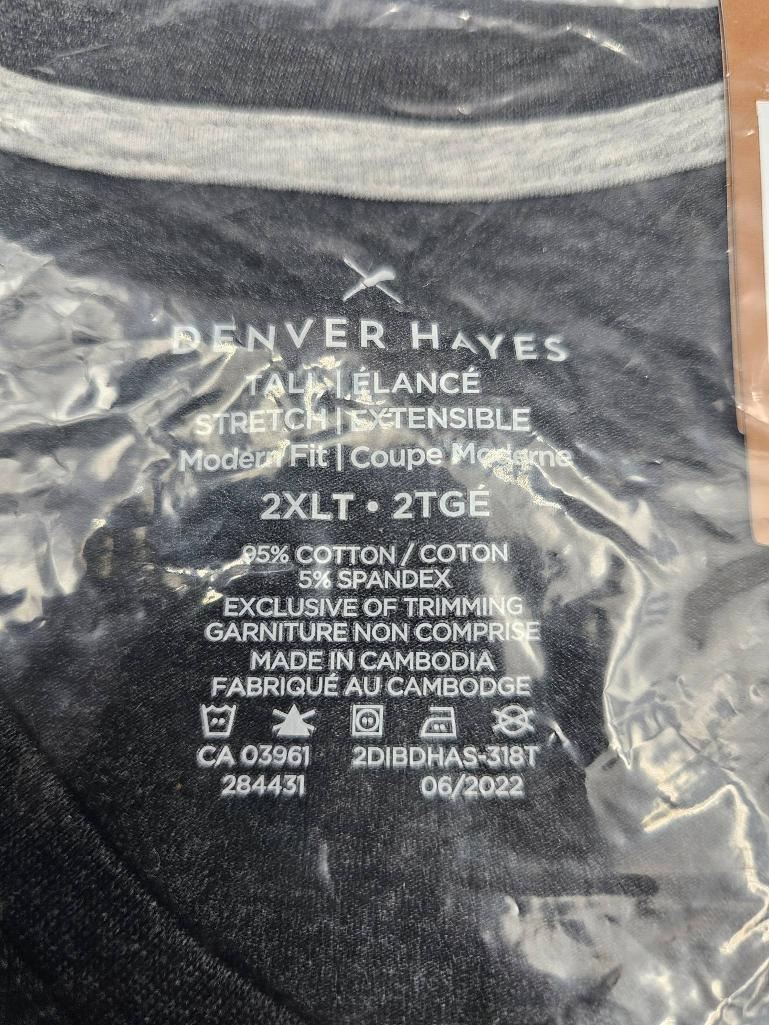 DENVER HAYES
TALL | ÉLANCÉ
STRETCH | EXTENSIBLE
Modern Fit | Coupe Moderne
2XLT • 2TGÉ
95% COTTON / COTON
5% SPANDEX
EXCLUSIVE OF TRIMMING
GARNITURE NON COMPRISE
MADE IN CAMBODIA
FABRIQUÉ AU CAMBODGE
CA 03961 2DIBDHAS-318T
284431 06/2022